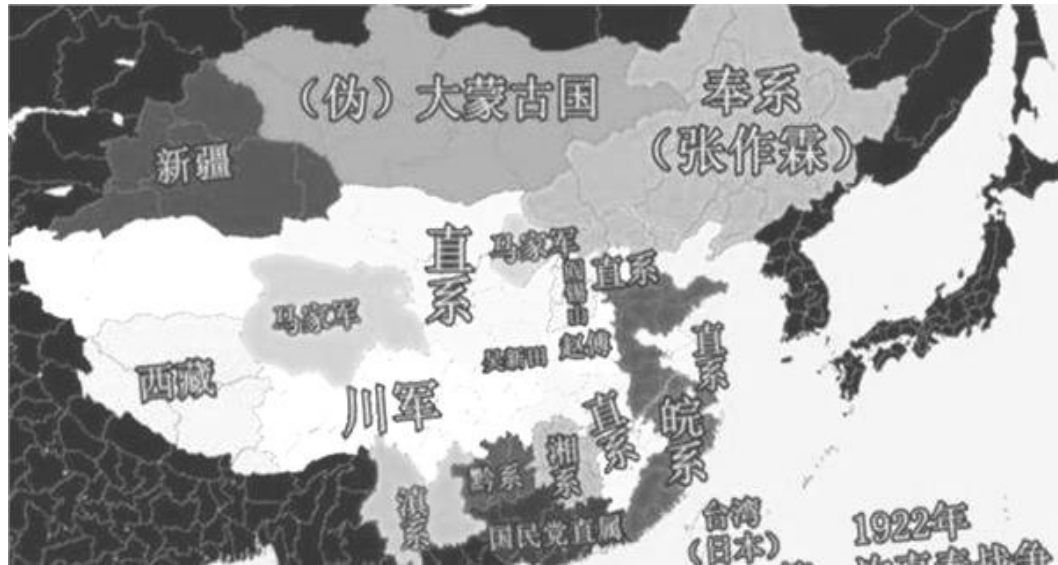 （伪）大蒙古国
奉系
（张作霖）
新疆
直系
马家军
阎锡山
直系
马家军
吴新田
赵倜
直系
西藏
川军
直系
皖系
湘系
黔系
滇系
国民党直属
台湾
（日本）
1922年